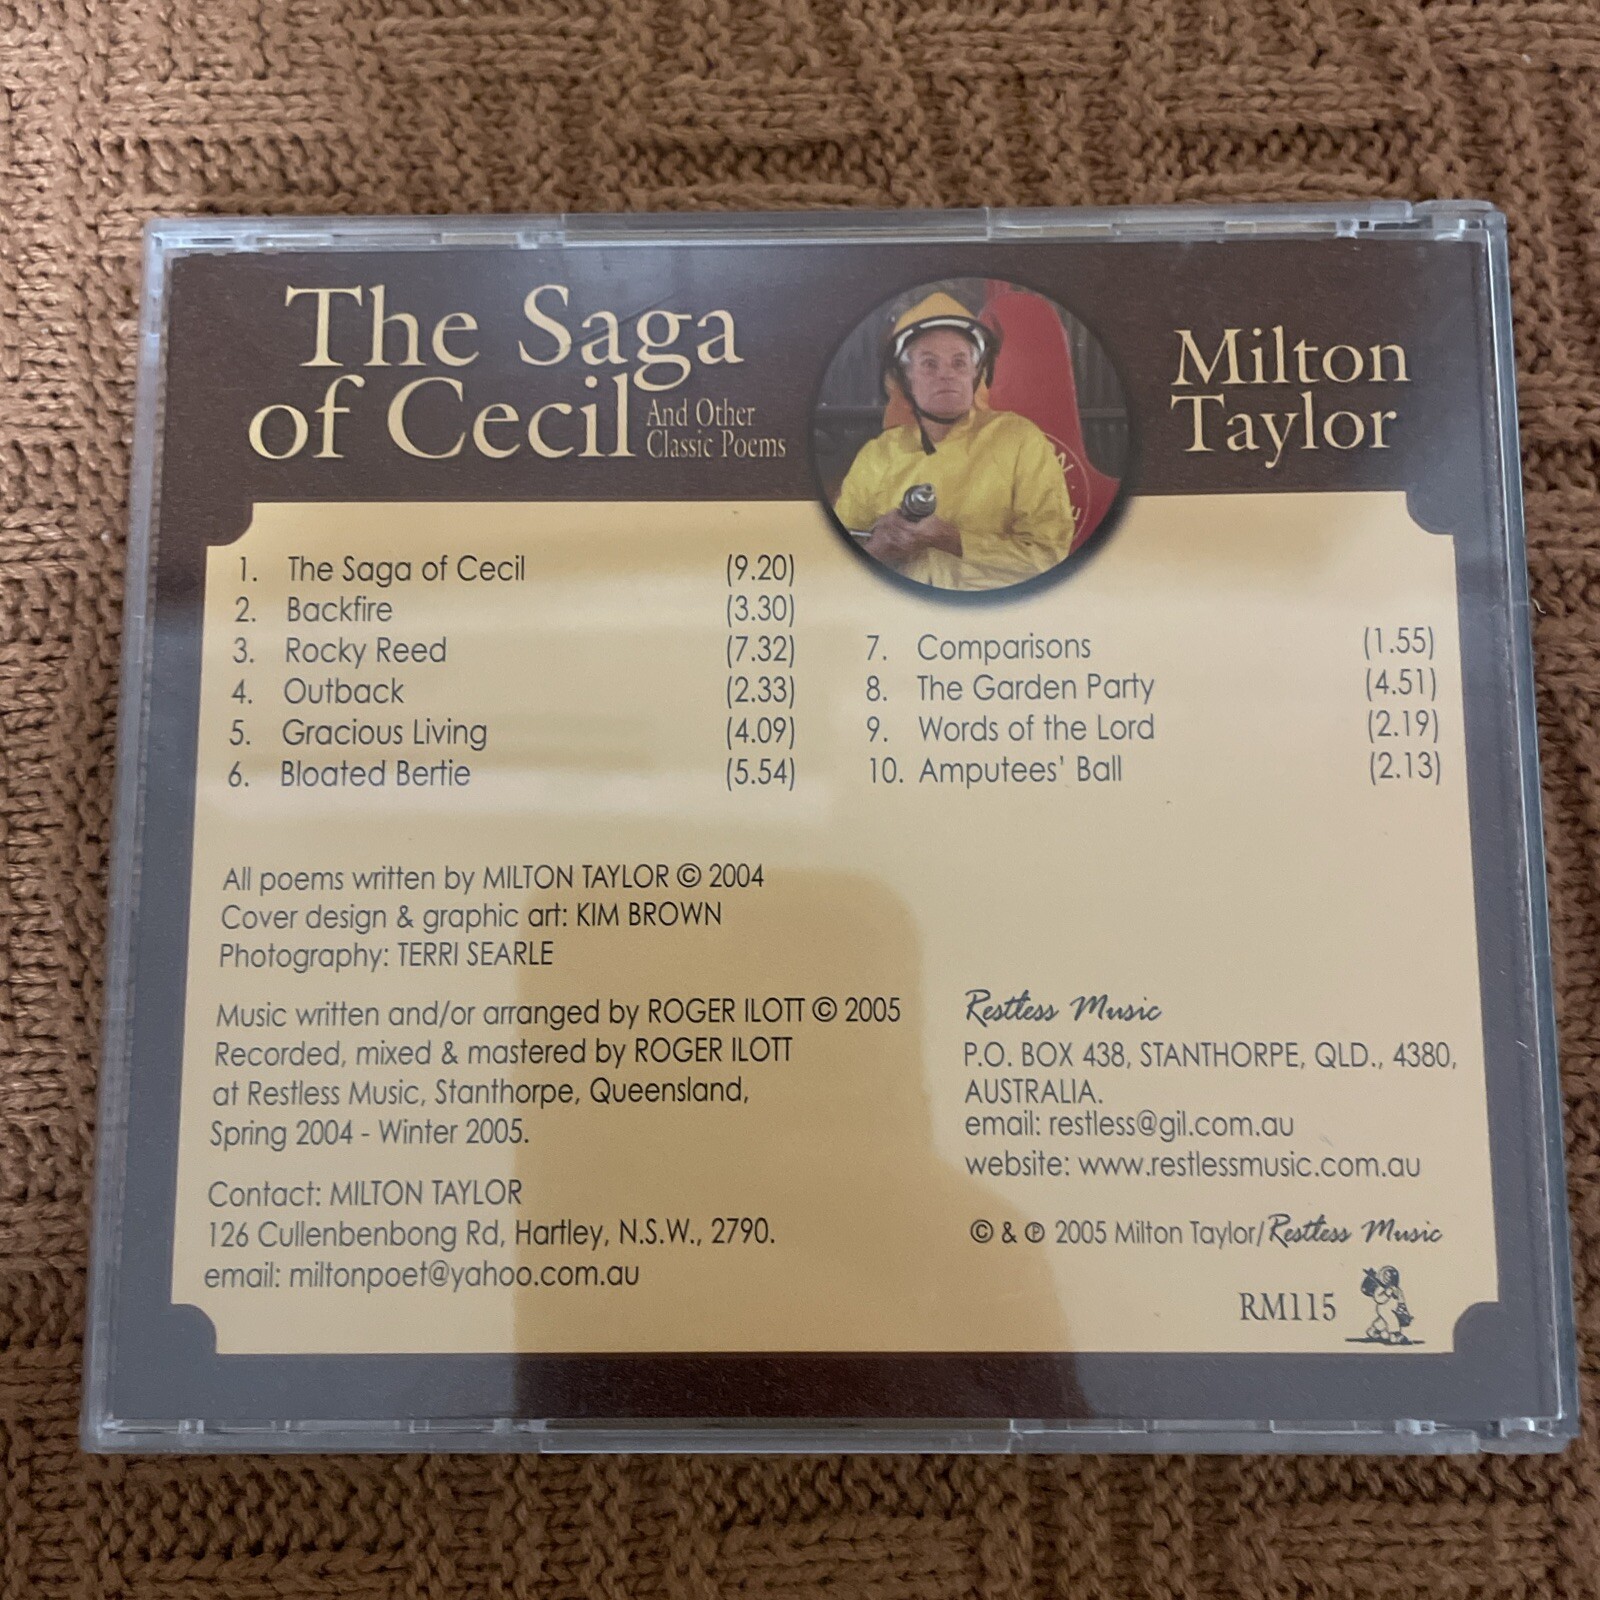 The Saga
of Cecil And Other
Classic Poems
Milton
Taylor
1. The Saga of Cecil (9.20)
2. Backfire (3.30)
3. Rocky Reed (7.32)
4. Outback (2.33)
5. Gracious Living (4.09)
6. Bloated Bertie (5.54)
7. Comparisons (1.55)
8. The Garden Party (4.51)
9. Words of the Lord (2.19)
10. Amputees' Ball (2.13)
All poems written by MILTON TAYLOR © 2004
Cover design & graphic art: KIM BROWN
Photography: TERRI SEARLE
Music written and/or arranged by ROGER ILOTT © 2005
Recorded, mixed & mastered by ROGER ILOTT
at Restless Music, Stanthorpe, Queensland,
Spring 2004 - Winter 2005.
Contact: MILTON TAYLOR
126 Cullenbenbong Rd, Hartley, N.S.W., 2790.
email: miltonpoet@yahoo.com.au
Restless Music
P.O. BOX 438, STANTHORPE, QLD., 4380,
AUSTRALIA.
email: restless@gil.com.au
website: www.restlessmusic.com.au
© & ℗ 2005 Milton Taylor/Restless Music
RM115